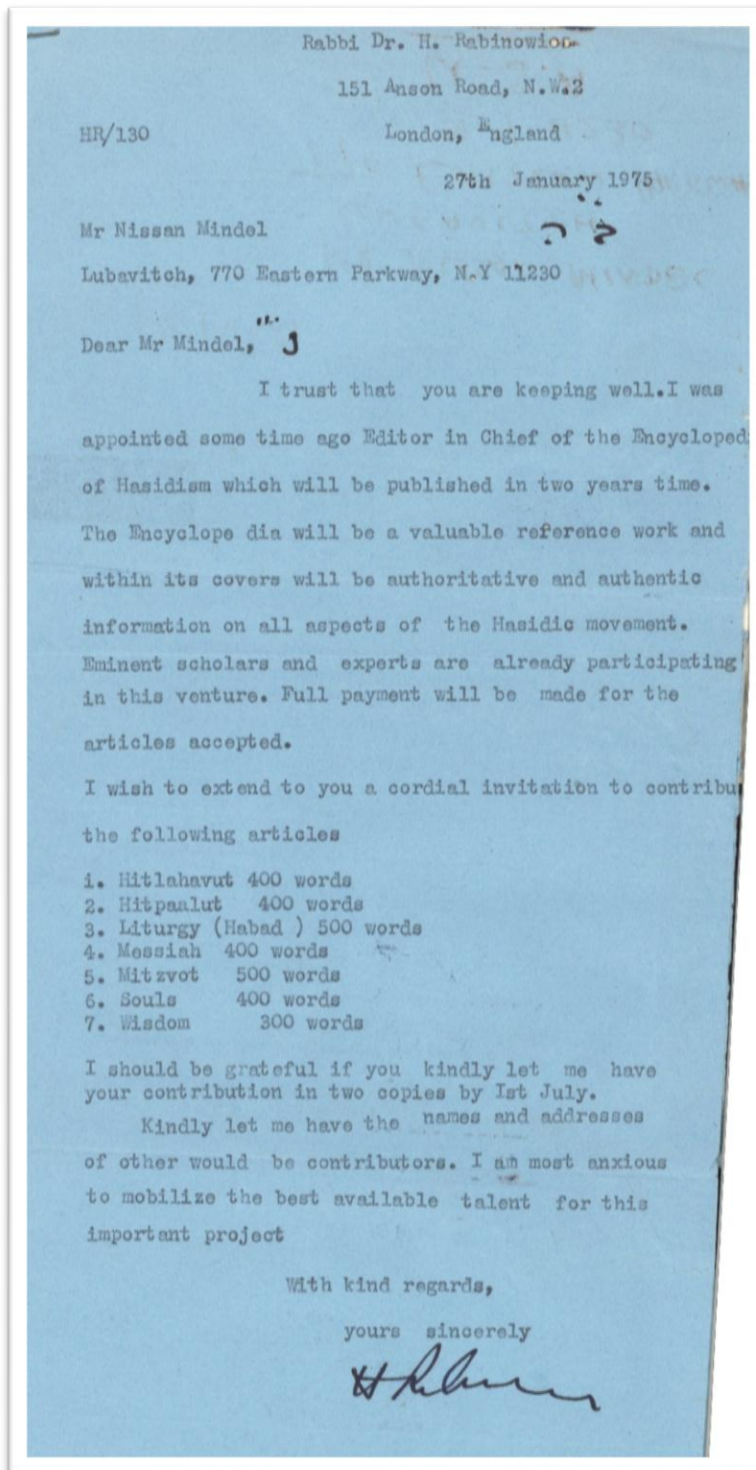 Rabbi Dr. H. Rabinowicz
151 Anson Road, N.W.2
HR/130 London, England
27th January 1975
Mr Nissan Mindel
Lubavitch, 770 Eastern Parkway, N.Y 11230
Dear Mr Mindel,
I trust that you are keeping well.I was
appointed some time ago Editor in Chief of the Encycloped
of Hasidism which will be published in two years time.
The Encyclope dia will be a valuable reference work and
within its covers will be authoritative and authentic
information on all aspects of the Hasidic movement.
Eminent scholars and experts are already participating
in this venture. Full payment will be made for the
articles accepted.
I wish to extend to you a cordial invitation to contribu
the following articles
1. Hitlahavut 400 words
2. Hitpaalut 400 words
3. Liturgy (Habad ) 500 words
4. Messiah 400 words
5. Mitzvot 500 words
6. Souls 400 words
7. Wisdom 300 words
I should be grateful if you kindly let me have
your contribution in two copies by Ist July.
Kindly let me have the names and addresses
of other would be contributors. I am most anxious
to mobilize the best available talent for this
important project
With kind regards,
yours sincerely